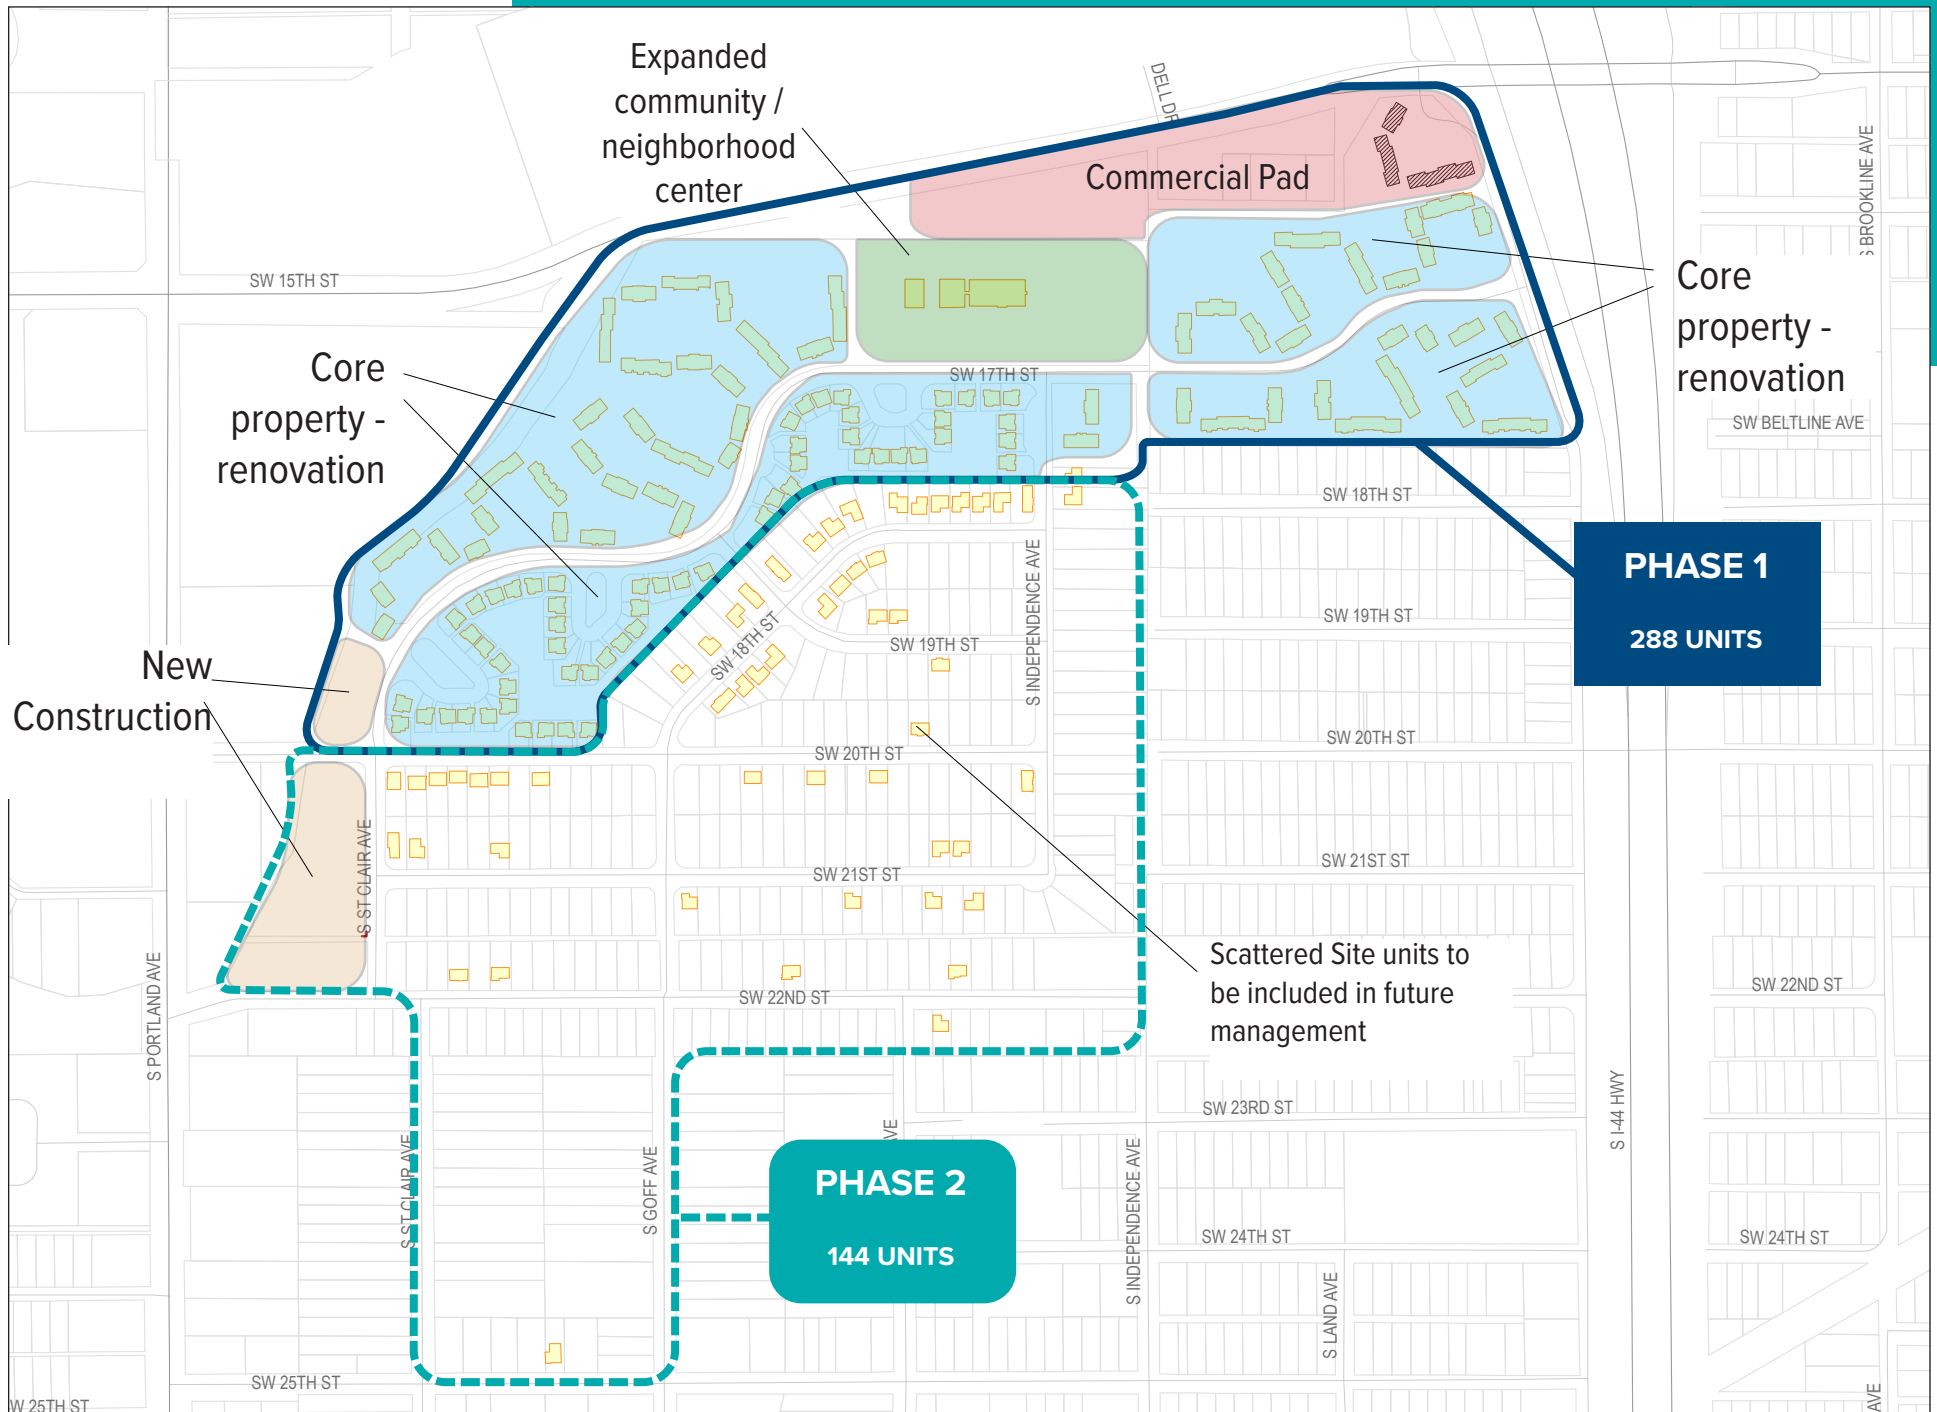 Expanded
community /
neighborhood
center
DELL DR
Commercial Pad
S BROOKLINE AVE
SW 15TH ST
Core
property -
renovation
Core
property -
renovation
SW 17TH ST
SW BELTLINE AVE
SW 18TH ST
PHASE 1
288 UNITS
S INDEPENDENCE AVE
SW 18TH ST
SW 19TH ST
SW 19TH ST
New
Construction
SW 20TH ST
SW 20TH ST
S ST CLAIR AVE
SW 21ST ST
SW 21ST ST
Scattered Site units to
be included in future
management
S PORTLAND AVE
SW 22ND ST
SW 22ND ST
SW 23RD ST
S I-44 HWY
S ST CLAIR AVE
S GOFF AVE
AVE
PHASE 2
144 UNITS
S INDEPENDENCE AVE
SW 24TH ST
SW 24TH ST
S LAND AVE
SW 25TH ST
W 25TH ST
AVE